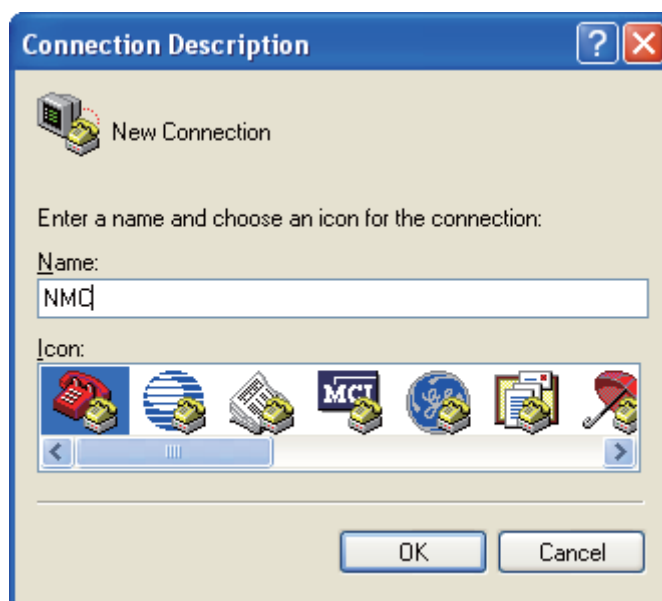 Connection Description
New Connection
Enter a name and choose an icon for the connection:
Name:
NMC
Icon:
MCI
OK
Cancel